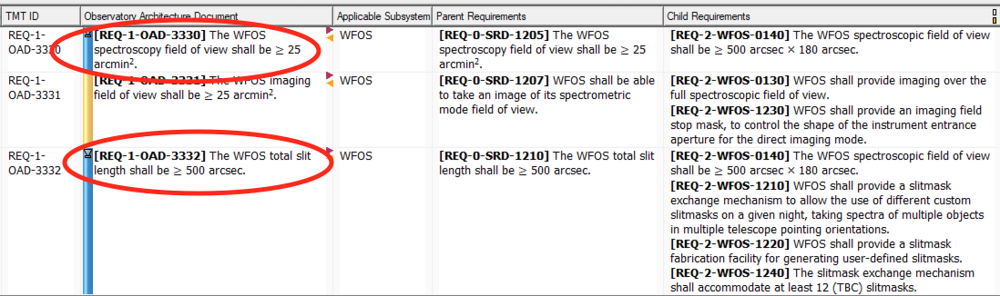 TMT ID Observatory Architecture Document Applicable Subsystem Parent Requirements Child Requirements
REQ-1-
OAD-3330
[REQ-1-OAD-3330] The WFOS
spectroscopy field of view shall be ≥ 25
arcmin².
WFOS
[REQ-0-SRD-1205] The WFOS
spectroscopy field of view shall be ≥ 25
arcmin².
[REQ-2-WFOS-0140] The WFOS spectroscopic field of view
shall be ≥ 500 arcsec × 180 arcsec.
REQ-1-
OAD-3331
[REQ-1-OAD-3331] The WFOS imaging
field of view shall be ≥ 25 arcmin².
WFOS
[REQ-0-SRD-1207] WFOS shall be able
to take an image of its spectrometric
mode field of view.
[REQ-2-WFOS-0130] WFOS shall provide imaging over the
full spectroscopic field of view.
[REQ-2-WFOS-1230) WFOS shall provide an imaging field
stop mask, to control the shape of the instrument entrance
aperture for the direct imaging mode.
REQ-1-
OAD-3332
[REQ-1-OAD-3332] The WFOS total slit
length shall be ≥ 500 arcsec.
WFOS
[REQ-0-SRD-1210] The WFOS total slit
length shall be ≥ 500 arcsec.
[REQ-2-WFOS-0140] The WFOS spectroscopic field of view
shall be ≥ 500 arcsec × 180 arcsec.
[REQ-2-WFOS-1210] WFOS shall provide a slitmask
exchange mechanism to allow the use of different custom
slitmasks on a given night, taking spectra of multiple objects
in multiple telescope pointing orientations.
[REQ-2-WFOS-1220] WFOS shall provide a slitmask
fabrication facility for generating user-defined slitmasks.
[REQ-2-WFOS-1240] The slitmask exchange mechanism
shall accommodate at least 12 (TBC) slitmasks.